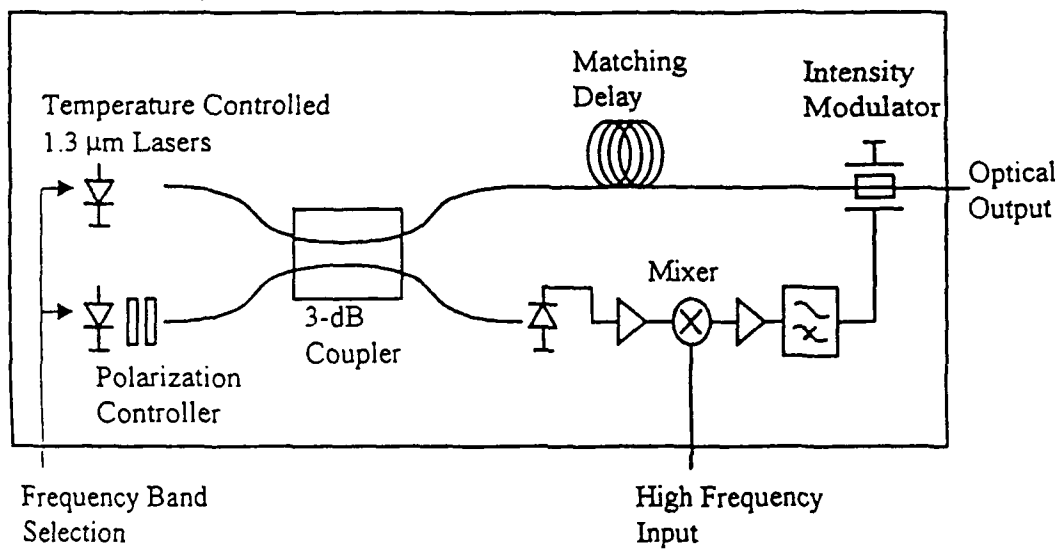 Matching
Delay
Intensity
Modulator
Temperature Controlled
1.3 µm Lasers
Optical
Output
Mixer
3-dB
Coupler
Polarization
Controller
Frequency Band
Selection
High Frequency
Input